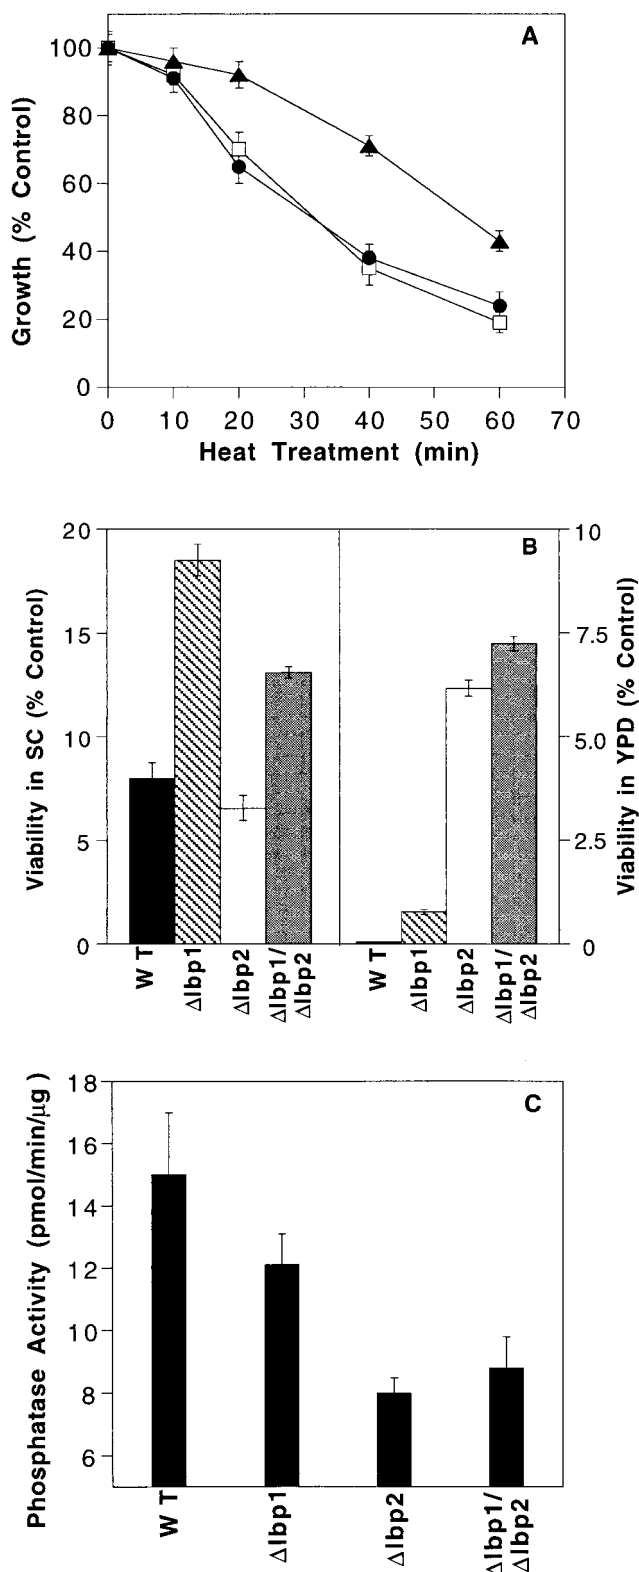 A
100
80
60
40
20
0
Growth (% Control)
0 10 20 30 40 50 60 70
Heat Treatment (min)
B
20
15
10
5
0
Viability in SC (% Control)
10
7.5
5.0
2.5
0
Viability in YPD (% Control)
W T
Δlbp1
Δlbp2
Δlbp1/
Δlbp2
W T
Δlbp1
Δlbp2
Δlbp1/
Δlbp2
C
18
16
14
12
10
8
6
Phosphatase Activity (pmol/min/μg)
W T
Δlbp1
Δlbp2
Δlbp1/
Δlbp2